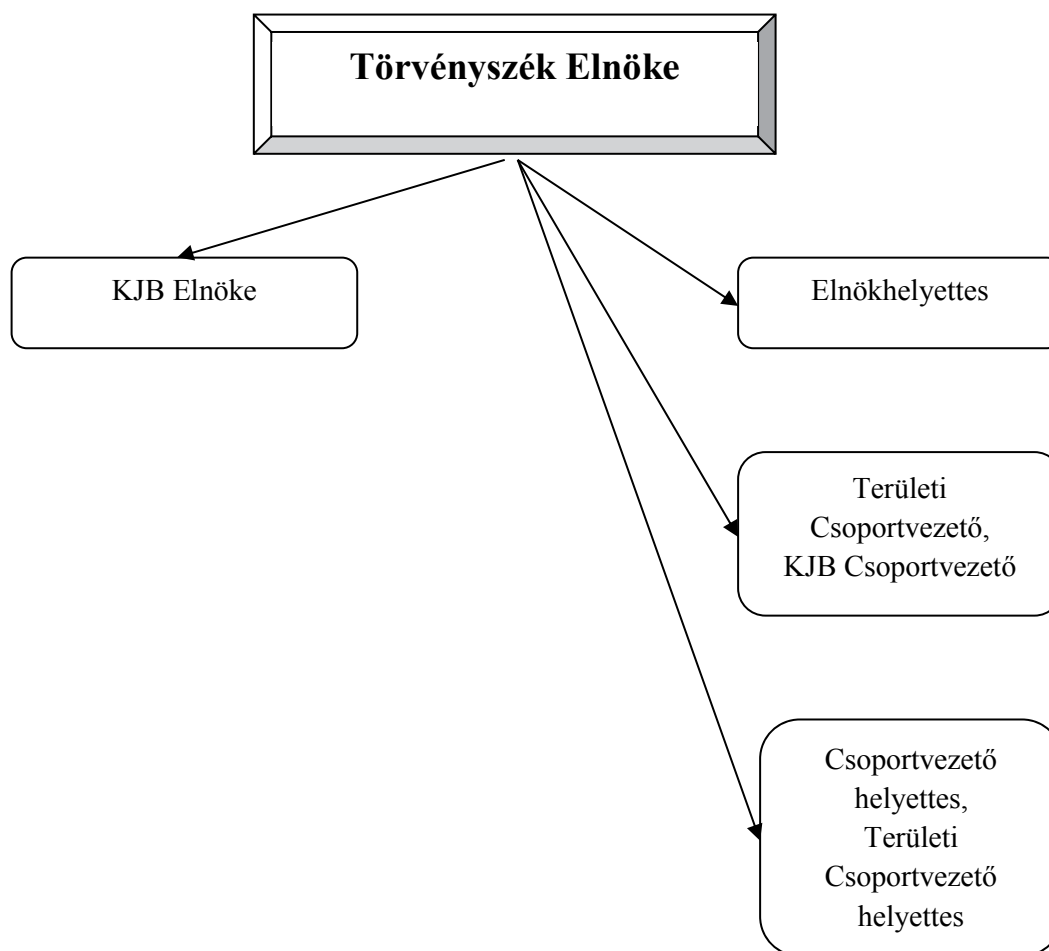 Törvényszék Elnöke
KJB Elnöke
Elnökhelyettes
Területi
Csoportvezető,
KJB Csoportvezető
Csoportvezető
helyettes,
Területi
Csoportvezető
helyettes